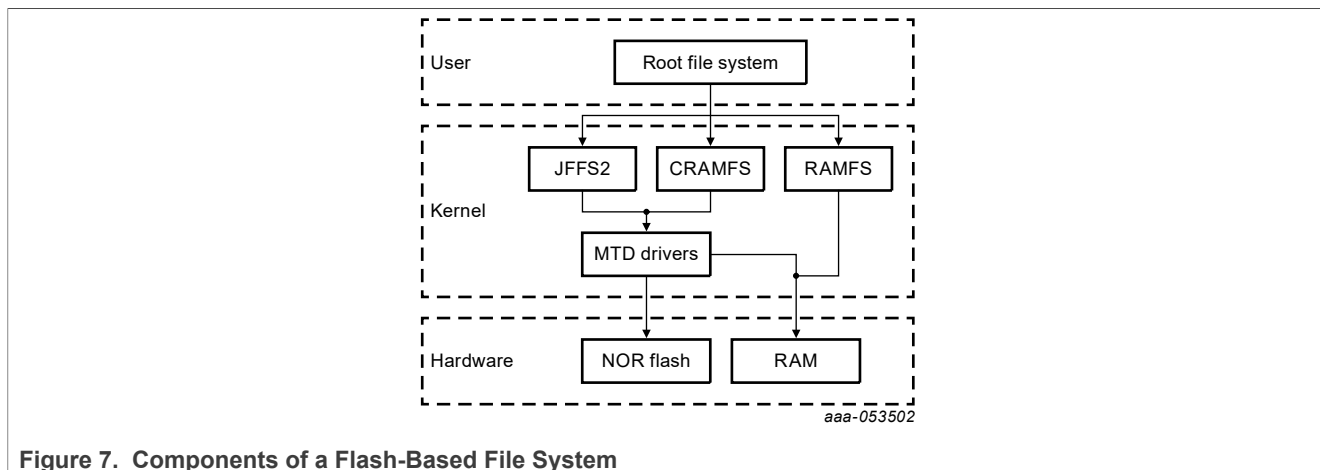 User
Root file system
JFFS2
CRAMFS
RAMFS
Kernel
MTD drivers
Hardware
NOR flash
RAM
aaa-053502
Figure 7. Components of a Flash-Based File System